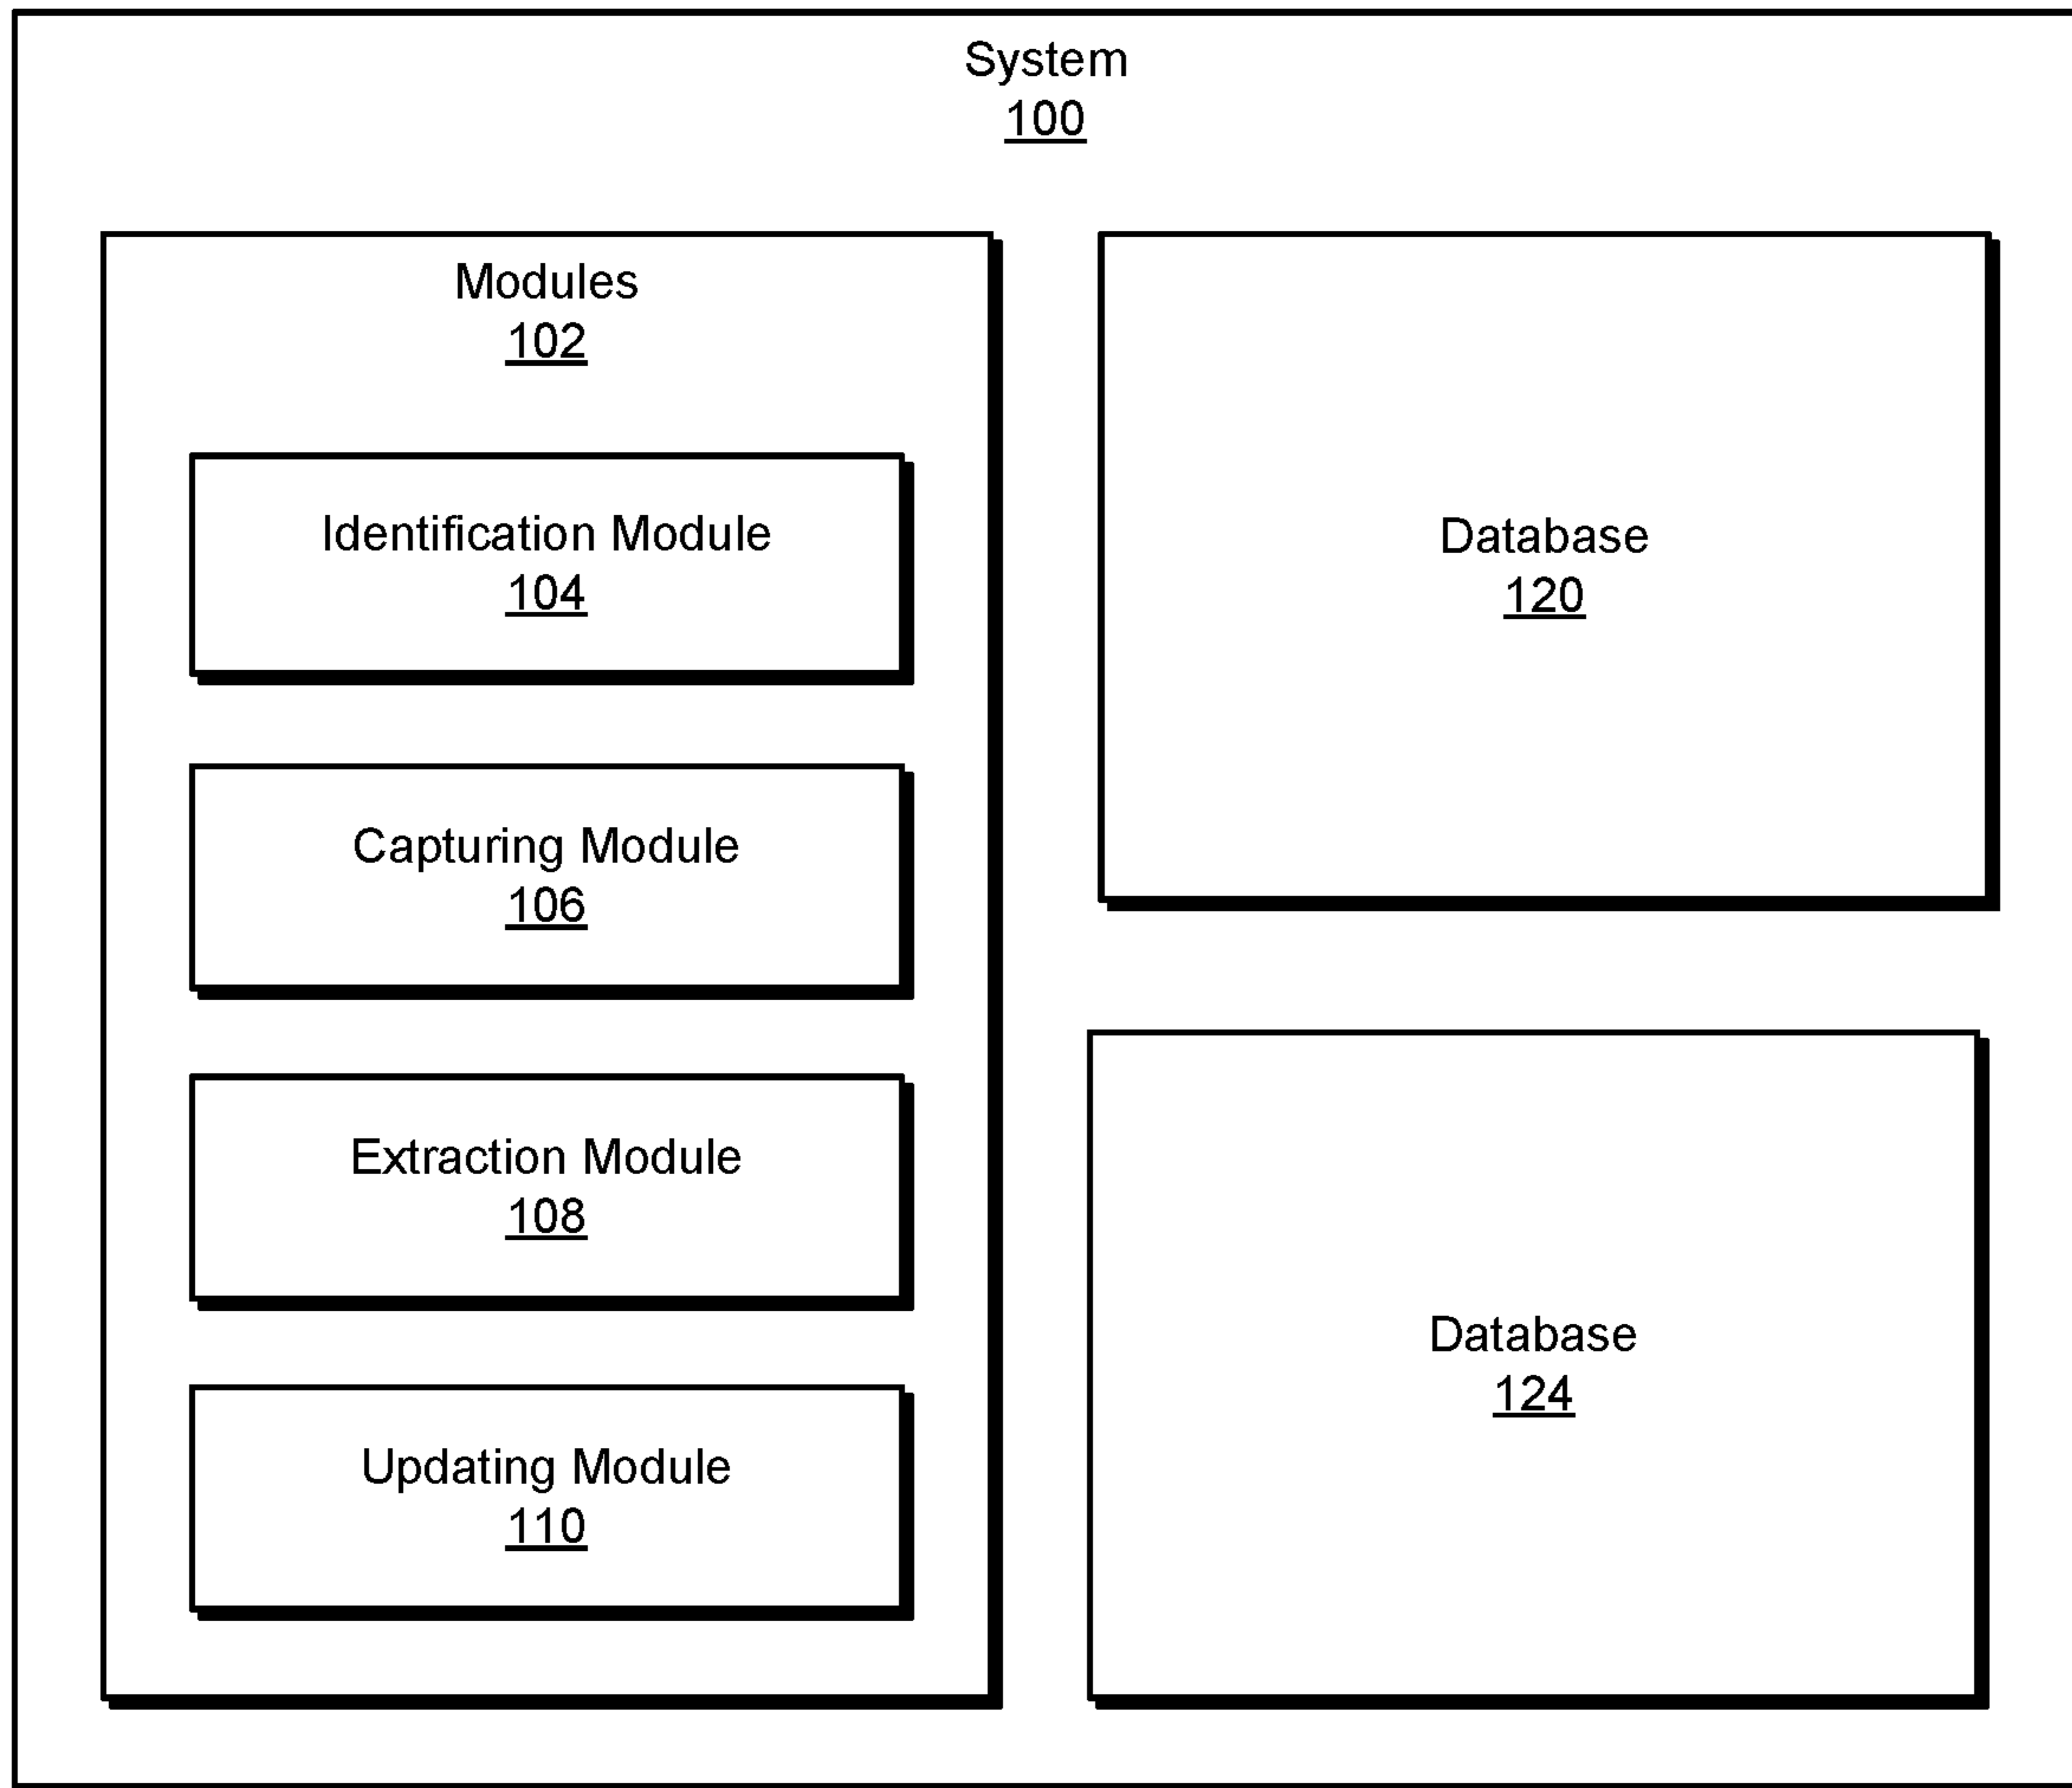 System
100
Modules
102
Identification Module
104
Capturing Module
106
Extraction Module
108
Updating Module
110
Database
120
Database
124